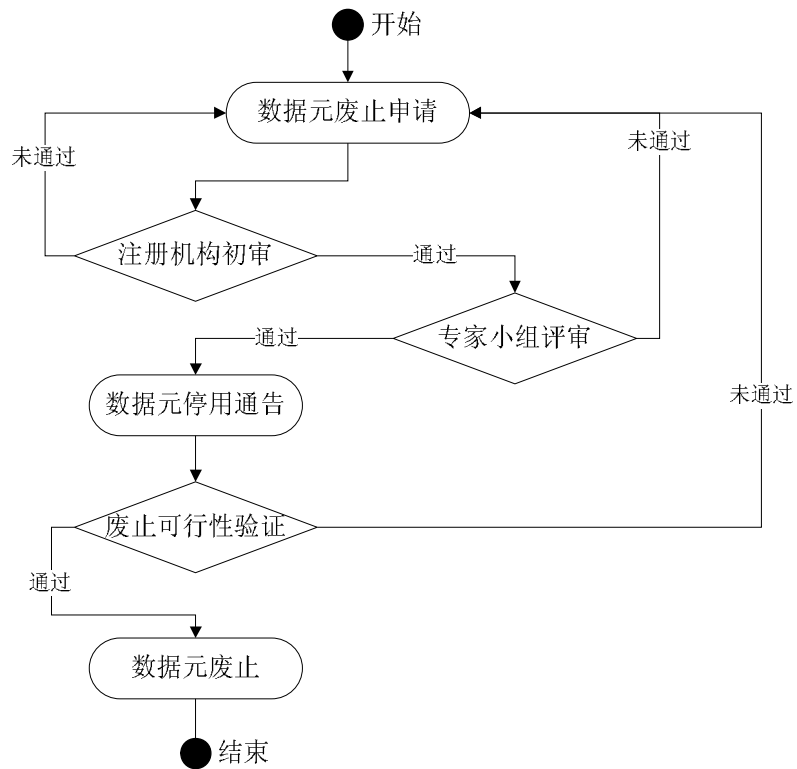 开始
数据元废止申请
未通过
未通过
注册机构初审
通过
专家小组评审
通过
数据元停用通告
未通过
废止可行性验证
通过
数据元废止
结束